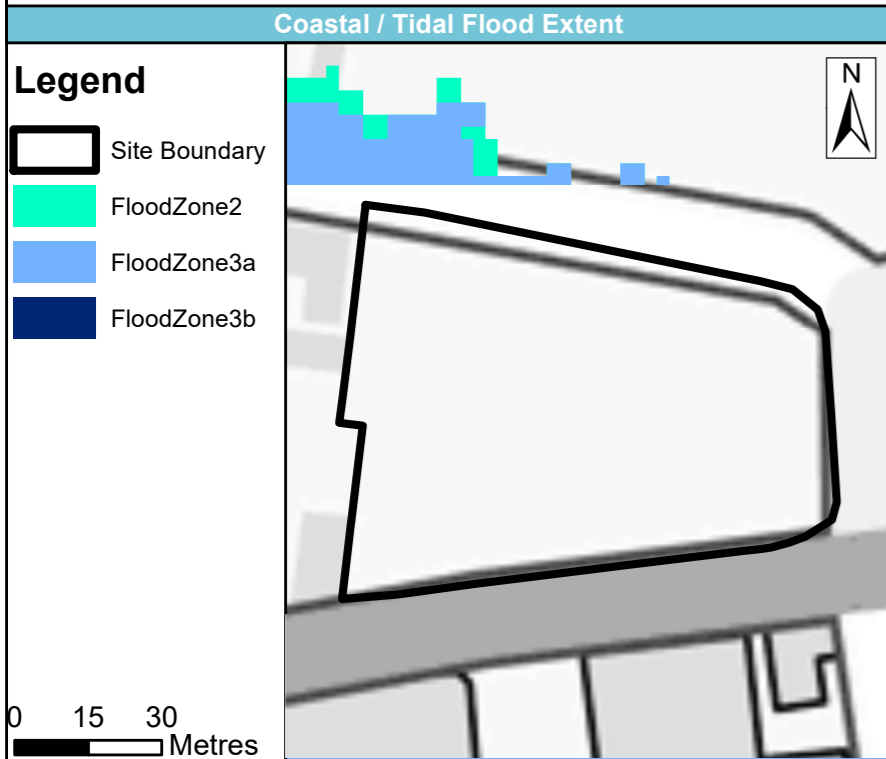 Coastal / Tidal Flood Extent
Legend
N
Site Boundary
FloodZone2
FloodZone3a
FloodZone3b
0 15 30
Metres